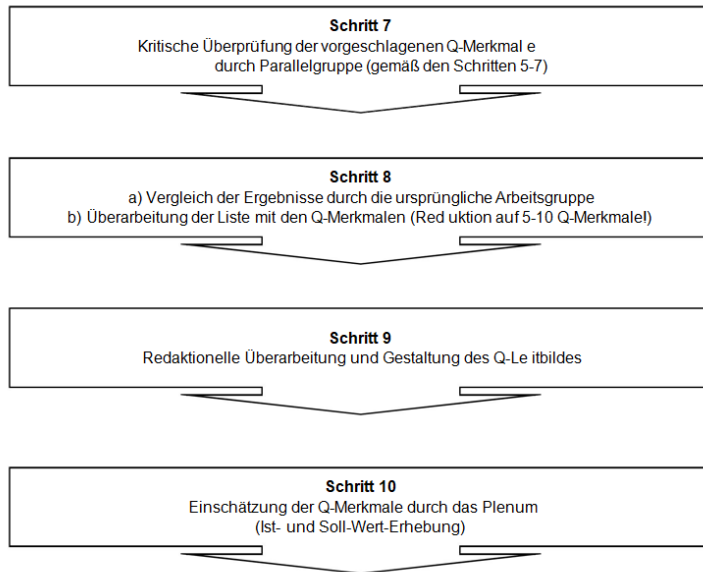 Schritt 7
Kritische Überprüfung der vorgeschlagenen Q-Merkmal e
durch Parallelgruppe (gemäß den Schritten 5-7)
Schritt 8
a) Vergleich der Ergebnisse durch die ursprüngliche Arbeitsgruppe
b) Überarbeitung der Liste mit den Q-Merkmalen (Red uktion auf 5-10 Q-Merkmale!)
Schritt 9
Redaktionelle Überarbeitung und Gestaltung des Q-Le itbildes
Schritt 10
Einschätzung der Q-Merkmale durch das Plenum
(Ist- und Soll-Wert-Erhebung)